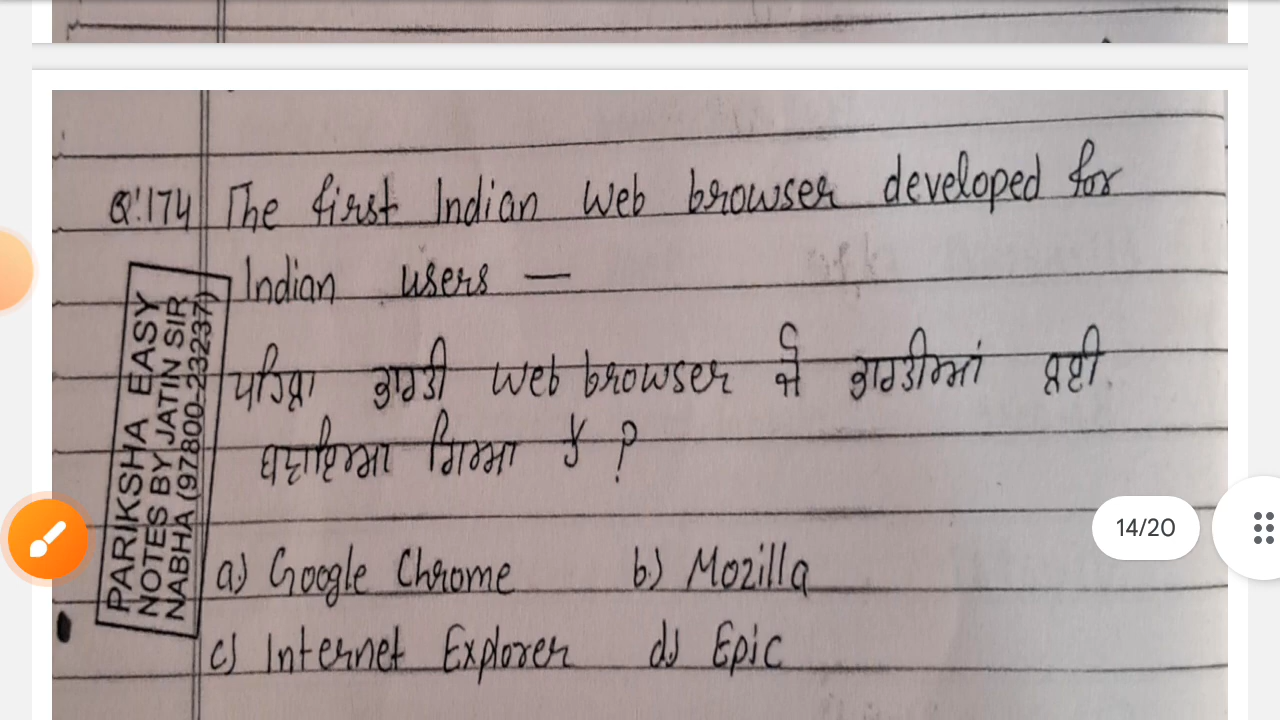 Q.174 The first Indian Web browser developed for
Indian users —
ਪਹਿਲਾ ਭਾਰਤੀ web browser ਜੋ ਭਾਰਤੀਆਂ ਲਈ
ਬਣਾਇਆ ਗਿਆ ਹੈ ?
a) Google Chrome b.) Mozilla
c) Internet Explorer d) Epic
PARIKSHA EASY
NOTES BY JATIN SIR
NABHA (97800-23237)
14/20